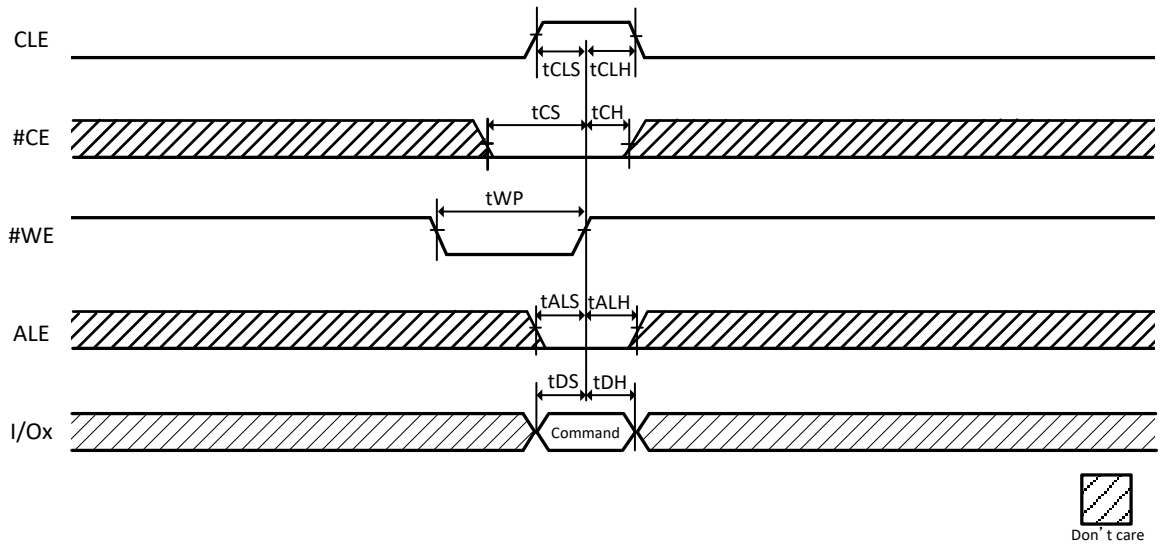 CLE
tCLS tCLH
#CE
tCS tCH
#WE
tWP
ALE
tALS tALH
I/Ox
tDS tDH
Command
Don't care